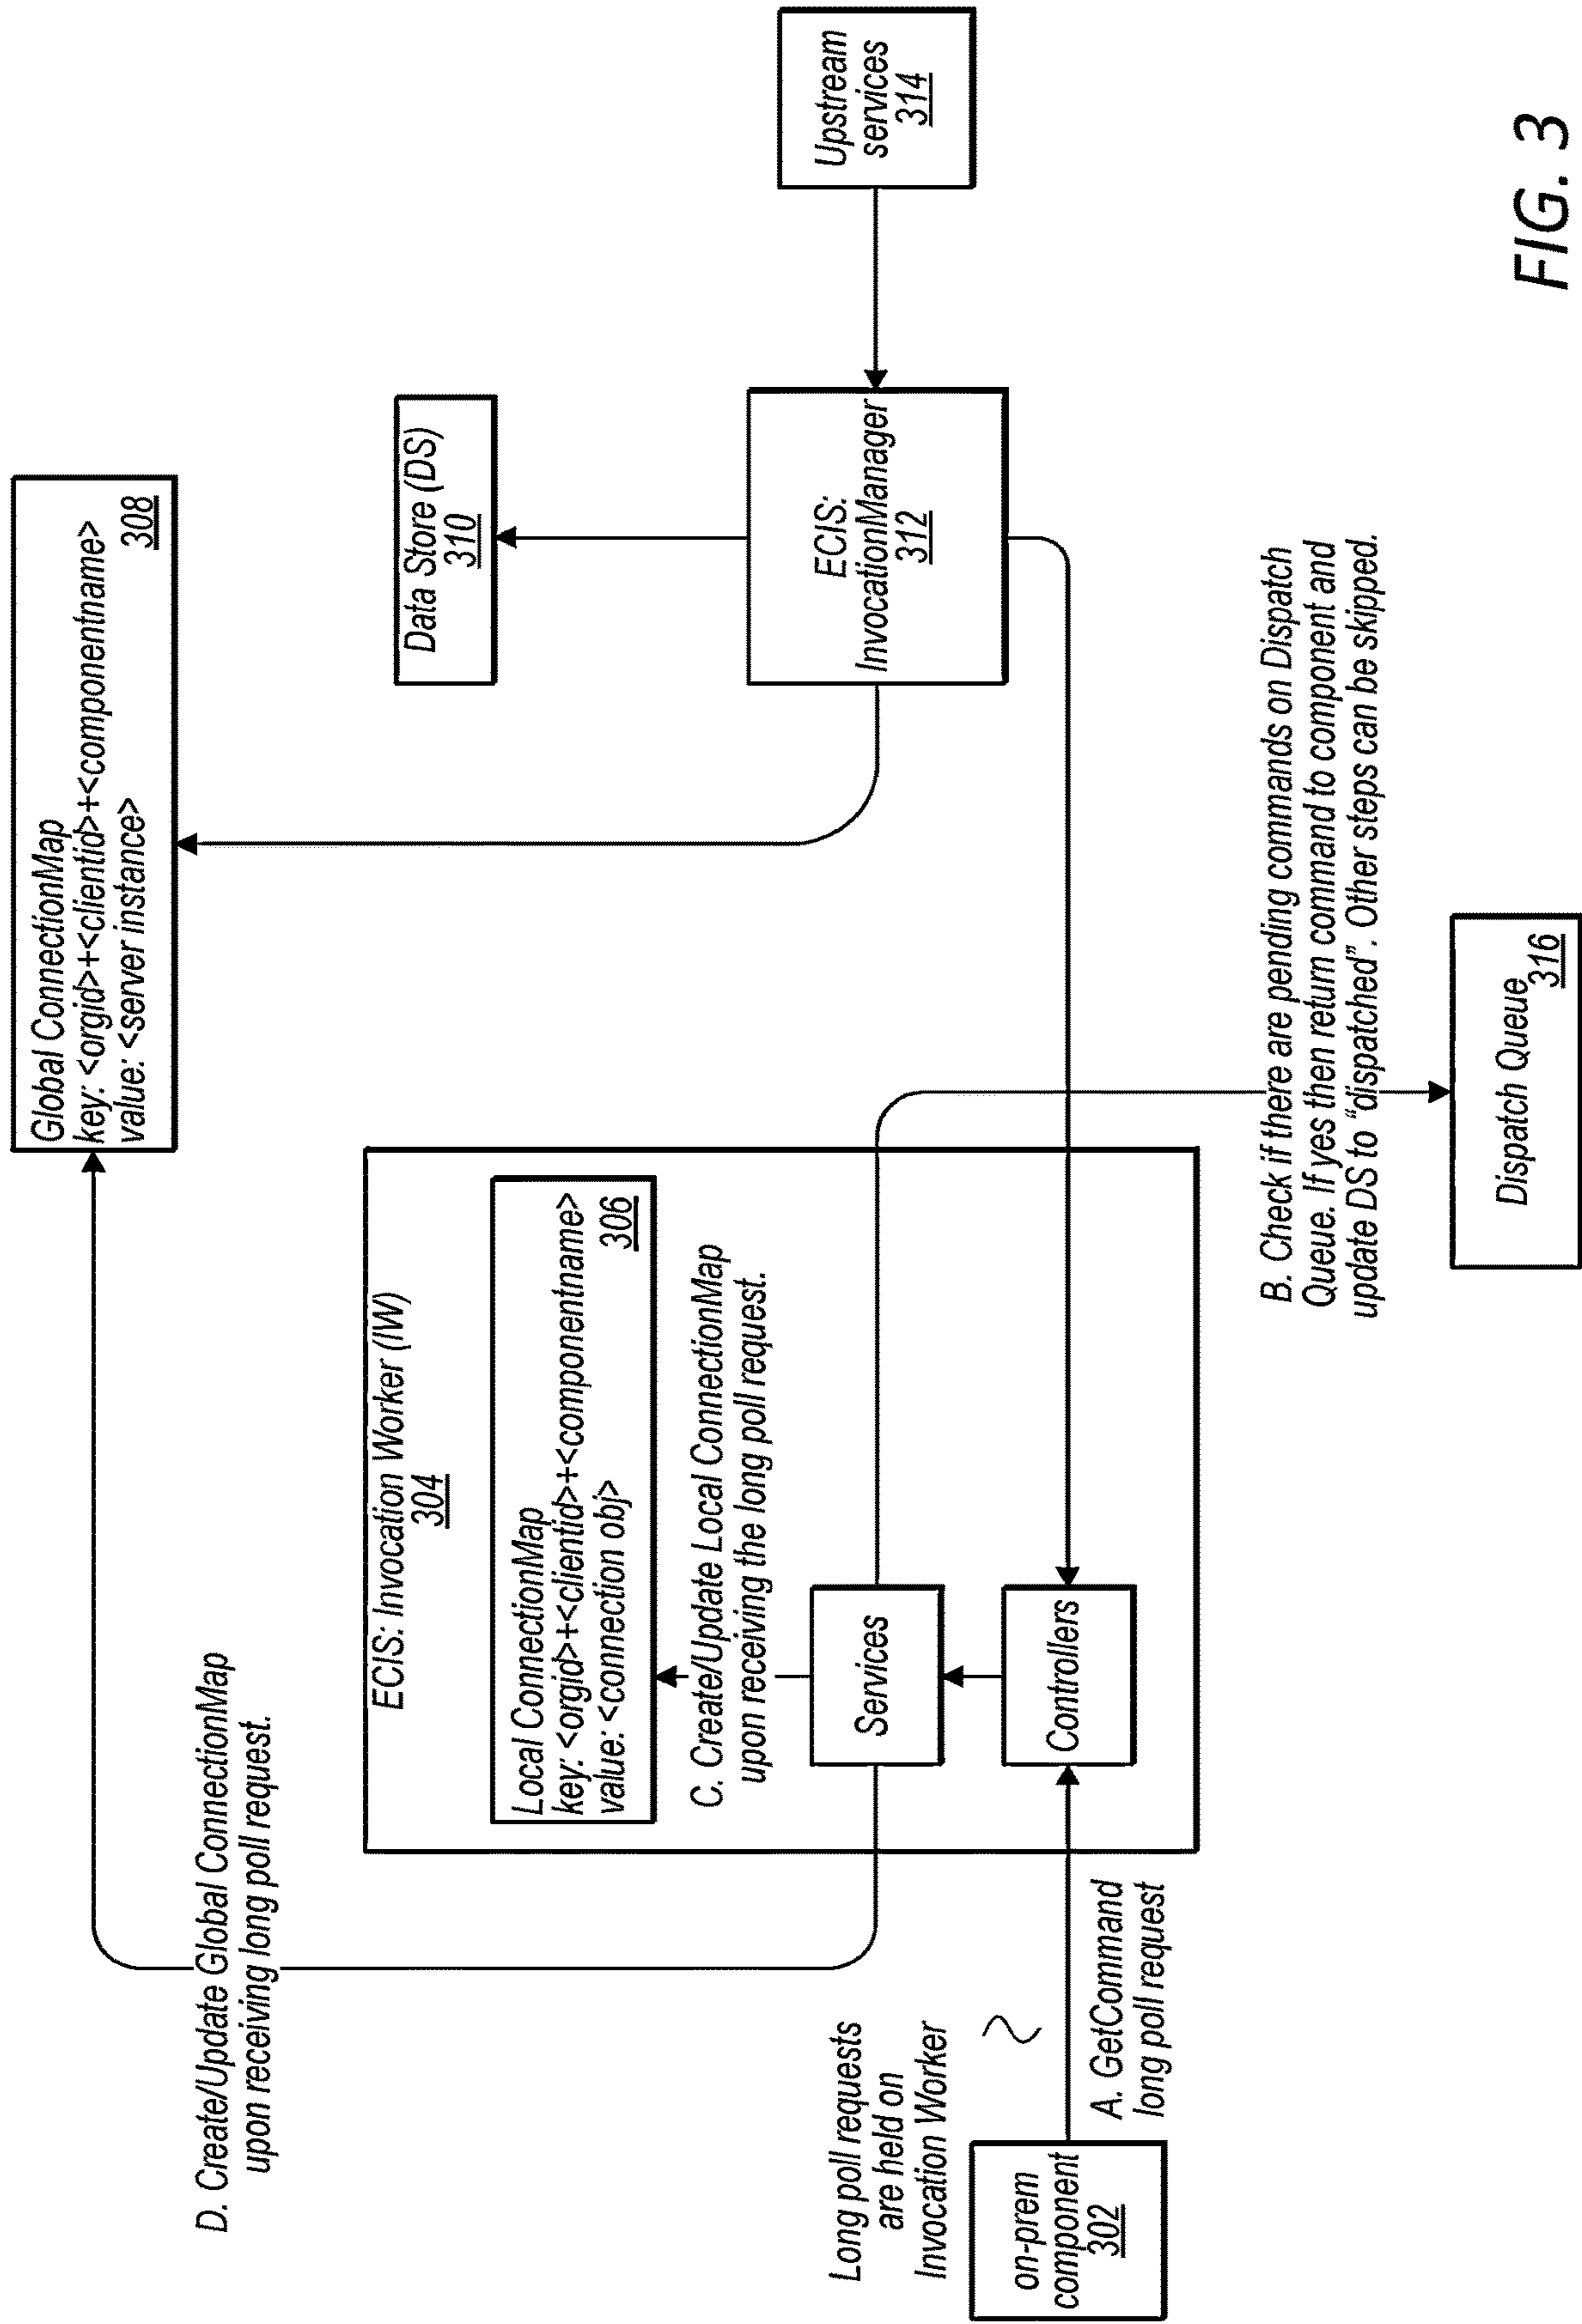 D. Create/Update Global ConnectionMap
upon receiving long poll request.
Global ConnectionMap
key: <orgid>+<clientid>+<componentname>
value: <server instance>
308
ECIS: Invocation Worker (IW)
304
Local ConnectionMap
key: <orgid>+<clientid>+<componentname>
value: <connection obj>
306
C. Create/Update Local ConnectionMap
upon receiving the long poll request.
Services
Controllers
Data Store (DS)
310
ECIS:
InvocationManager
312
Upstream
services
314
Long poll requests
are held on
Invocation Worker
on-prem
component
302
A. GetCommand
long poll request
B. Check if there are pending commands on Dispatch
Queue. If yes then return command to component and
update DS to “dispatched”. Other steps can be skipped.
Dispatch Queue
316
FIG. 3